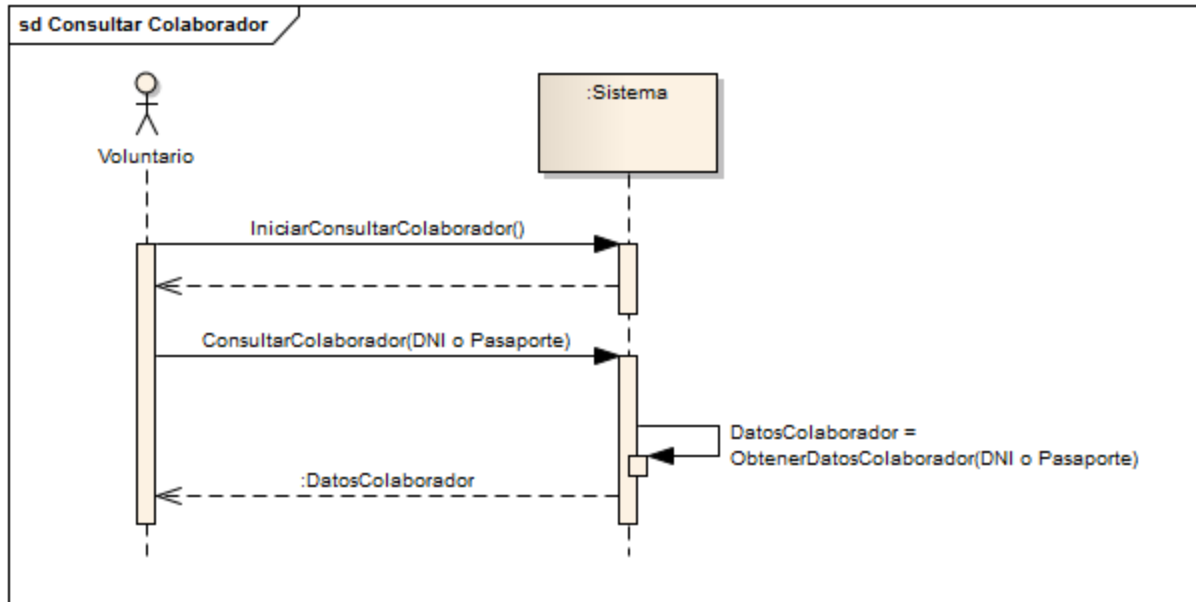 sd Consultar Colaborador
:Sistema
Voluntario
IniciarConsultarColaborador()
ConsultarColaborador(DNI o Pasaporte)
DatosColaborador =
ObtenerDatosColaborador(DNI o Pasaporte)
:DatosColaborador